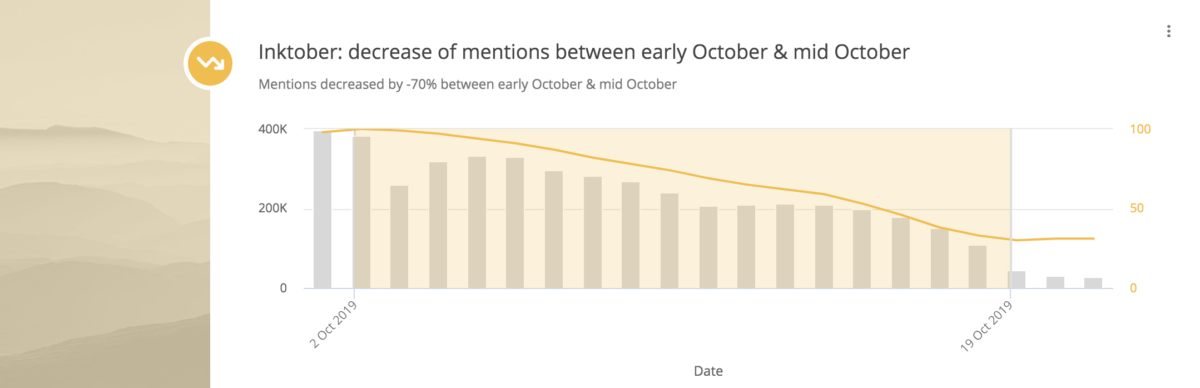 Inktober: decrease of mentions between early October & mid October
Mentions decreased by -70% between early October & mid October
400K
100
200K
50
0
0
2 Oct 2019
19 Oct 2019
Date